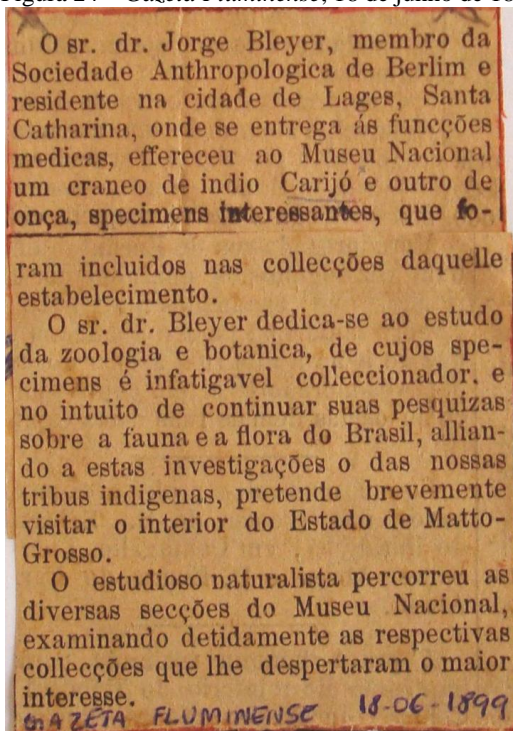 Figura 24 – Gazeta Fluminense, 18 de junho de 18
O sr. dr. Jorge Bleyer, membro da
Sociedade Anthropologica de Berlim e
residente na cidade de Lages, Santa
Catharina, onde se entrega ás funcções
medicas, effereceu ao Museu Nacional
um craneo de indio Carijó e outro de
onça, specimens interessantes, que fo-
ram incluidos nas collecções daquelle
estabelecimento.
O sr. dr. Bleyer dedica-se ao estudo
da zoologia e botanica, de cujos spe-
cimens é infatigavel colleccionador. e
no intuito de continuar suas pesquizas
sobre a fauna e a flora do Brasil, allian-
do a estas investigações o das nossas
tribus indigenas, pretende brevemente
visitar o interior do Estado de Matto-
Grosso.
O estudioso naturalista percorreu as
diversas secções do Museu Nacional,
examinando detidamente as respectivas
collecções que lhe despertaram o maior
interesse.
GAZETA FLUMINENSE 18-06-1899